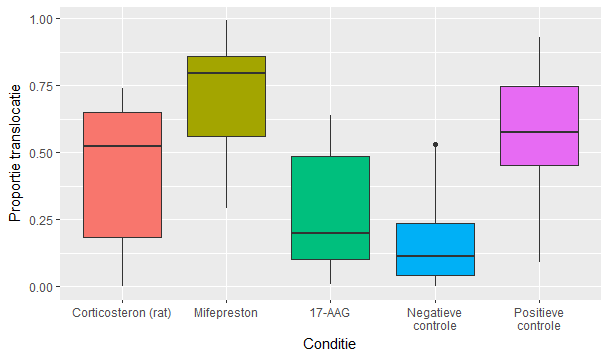 Proportie translocatie
1.00
0.75
0.50
0.25
0.00
Corticosteron (rat)
Mifepreston
17-AAG
Negatieve
controle
Positieve
controle
Conditie